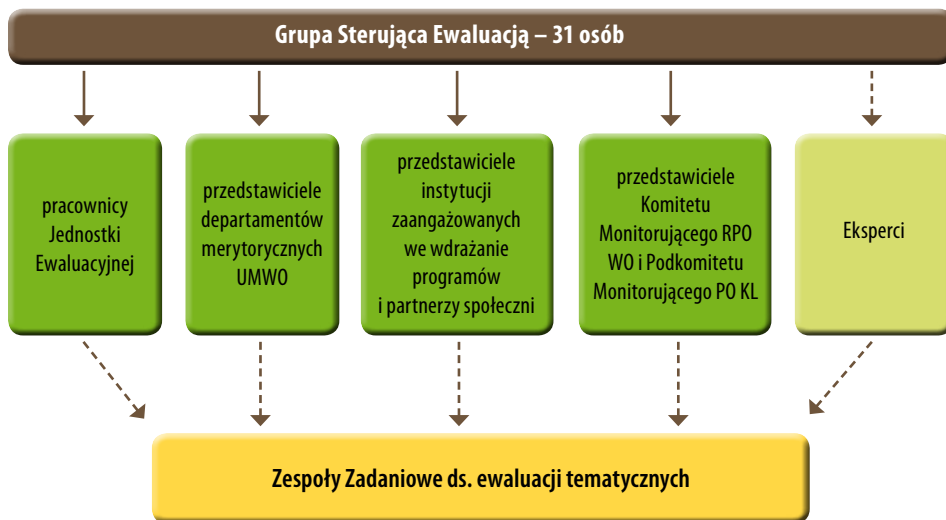 Grupa Sterująca Ewaluacją – 31 osób
pracownicy
Jednostki
Ewaluacyjnej
przedstawiciele
departamentów
merytorycznych
UMWO
przedstawiciele
instytucji
zaangażowanych
we wdrażanie
programów
i partnerzy społeczni
przedstawiciele
Komitetu
Monitorującego RPO
WO i Podkomitetu
Monitorującego PO KL
Eksperci
Zespoły Zadaniowe ds. ewaluacji tematycznych